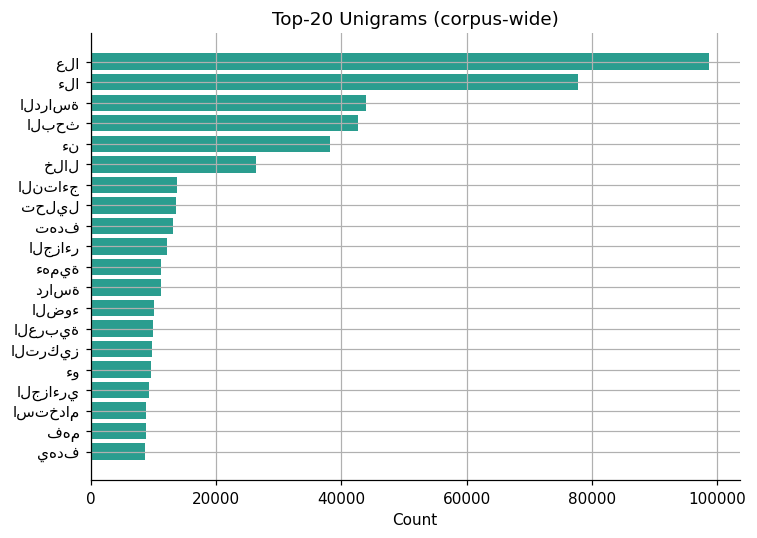 Top-20 Unigrams (corpus-wide)
علا
ءلا
الدراسة
البحث
ءن
خلال
النتاءج
تحليل
تهدف
الجزاءر
ءهمية
دراسة
الضوء
العربية
التركيز
ءو
الجزاءري
استخدام
فهم
يهدف
0 20000 40000 60000 80000 100000
Count